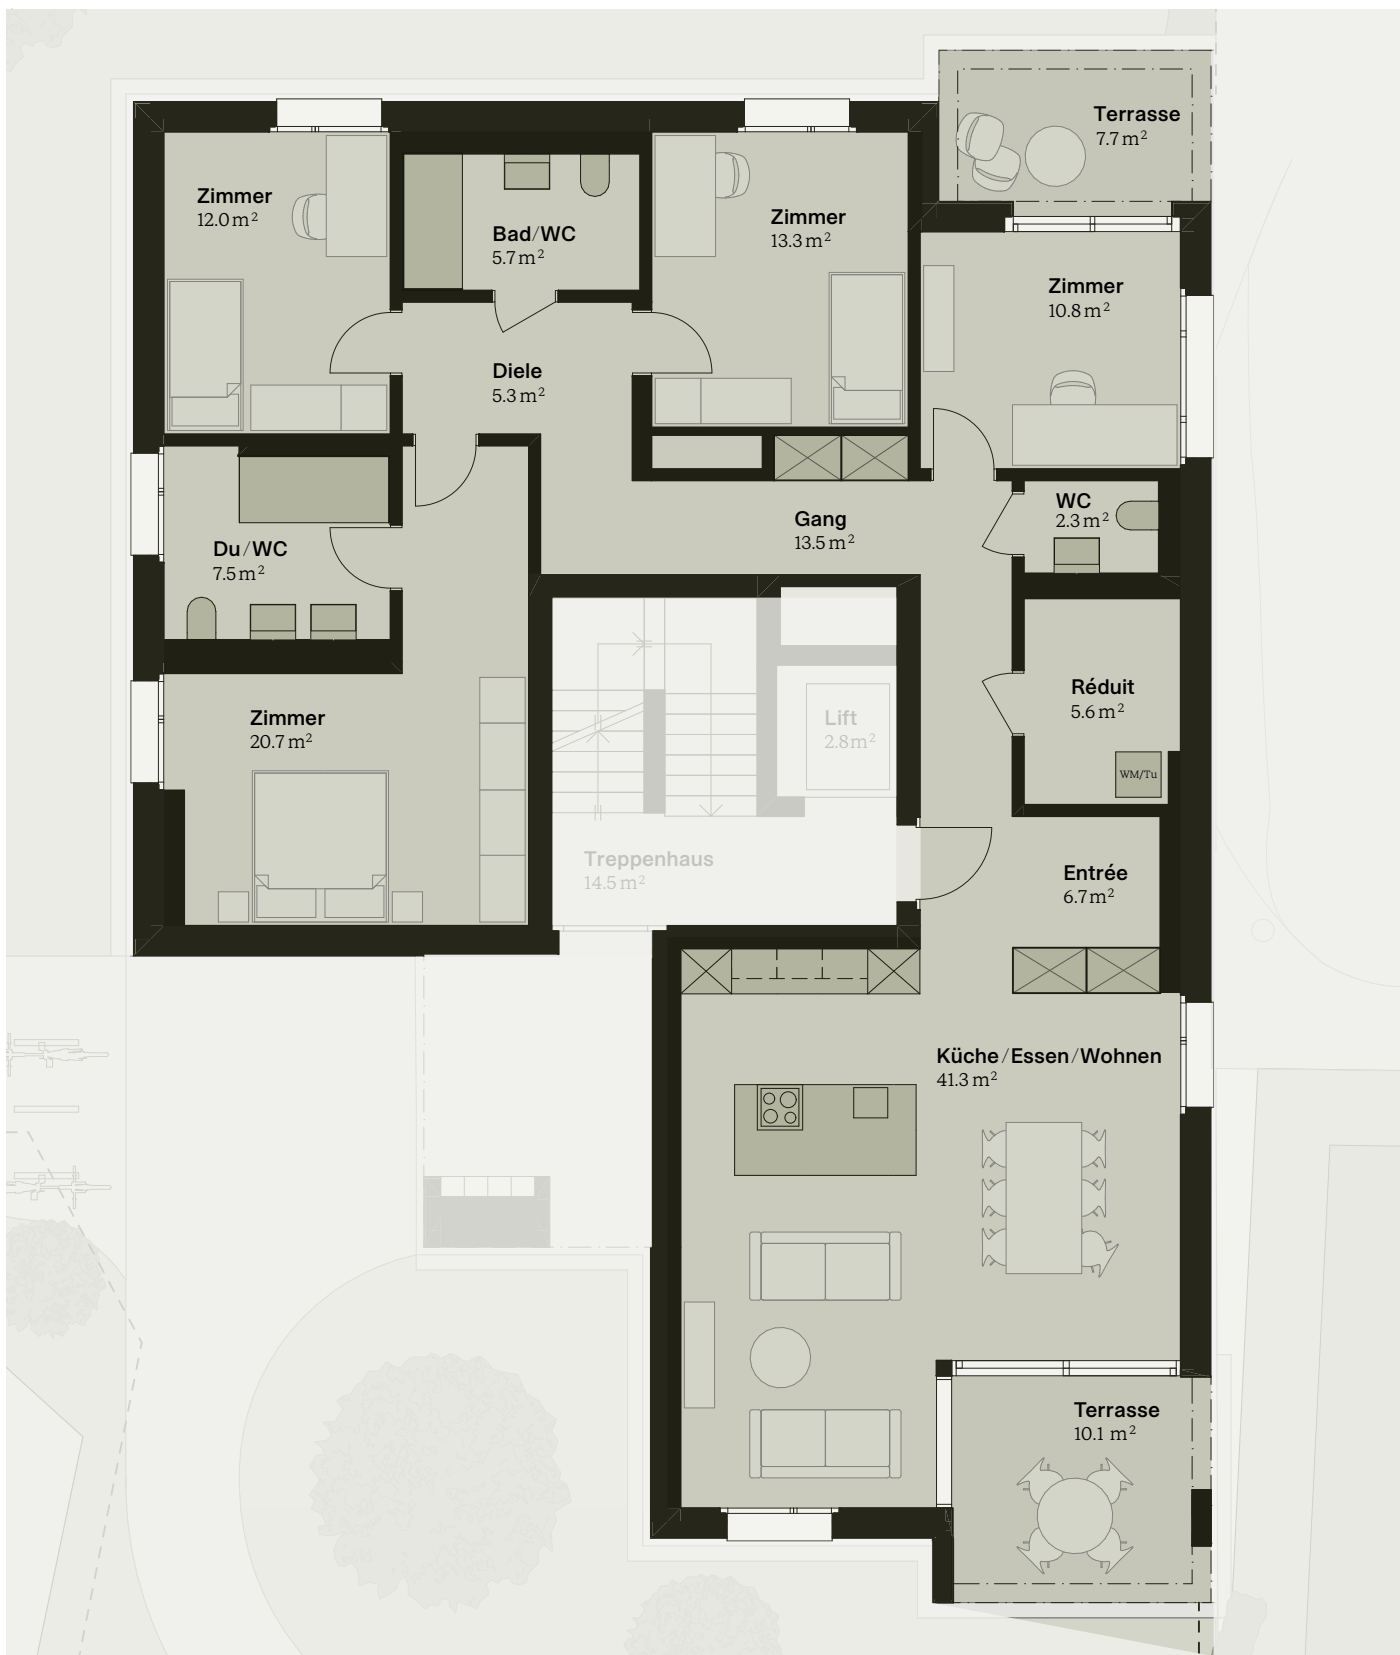 Terrasse
7.7 m²
Zimmer
12.0 m²
Bad/WC
5.7 m²
Zimmer
13.3 m²
Zimmer
10.8 m²
Diele
5.3 m²
WC
2.3 m²
Gang
13.5 m²
Du/WC
7.5 m²
Réduit
5.6 m²
Zimmer
20.7 m²
Lift
2.8 m²
WM/Tu
Treppenhaus
14.5 m²
Entrée
6.7 m²
Küche/Essen/Wohnen
41.3 m²
Terrasse
10.1 m²